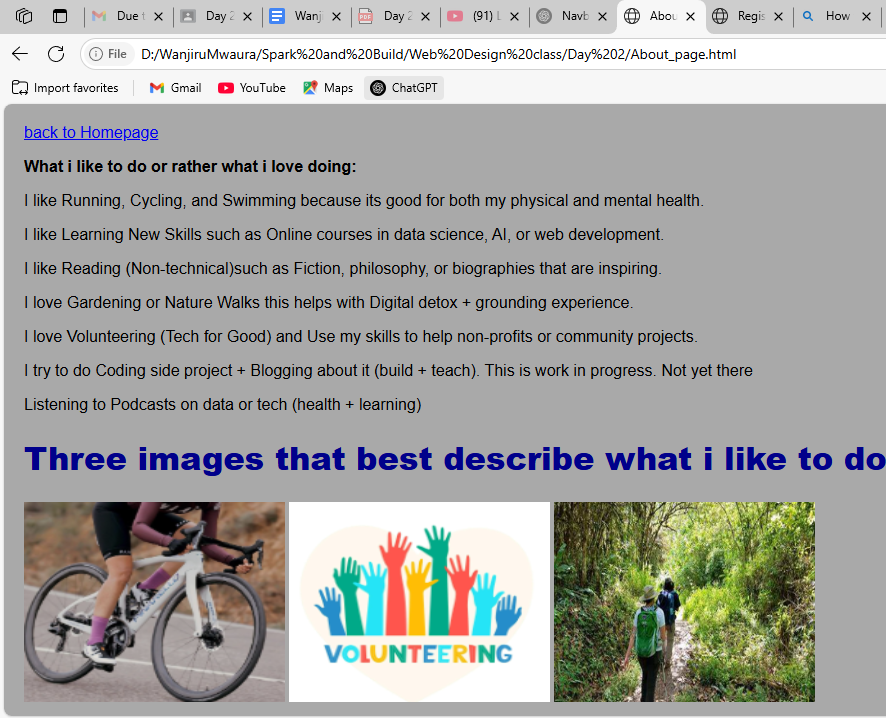 Due t
Day 2
Wanji
Day 2
(91) L
Navb
Abou
Regis
How
File D:/WanjiruMwaura/Spark%20and%20Build/Web%20Design%20class/Day%202/About_page.html
Import favorites Gmail YouTube Maps ChatGPT
back to Homepage
What i like to do or rather what i love doing:
I like Running, Cycling, and Swimming because its good for both my physical and mental health.
I like Learning New Skills such as Online courses in data science, AI, or web development.
I like Reading (Non-technical)such as Fiction, philosophy, or biographies that are inspiring.
I love Gardening or Nature Walks this helps with Digital detox + grounding experience.
I love Volunteering (Tech for Good) and Use my skills to help non-profits or community projects.
I try to do Coding side project + Blogging about it (build + teach). This is work in progress. Not yet there
Listening to Podcasts on data or tech (health + learning)
Three images that best describe what i like to do
VOLUNTEERING